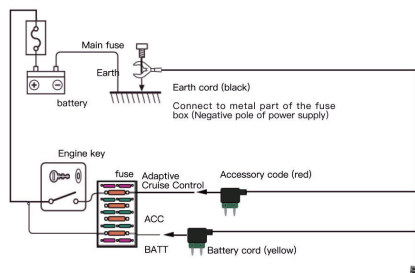 Main fuse
Earth
battery
Earth cord (black)
Connect to metal part of the fuse
box (Negative pole of power supply)
Engine key
fuse
Adaptive
Cruise Control
Accessory code (red)
ACC
BATT
Battery cord (yellow)